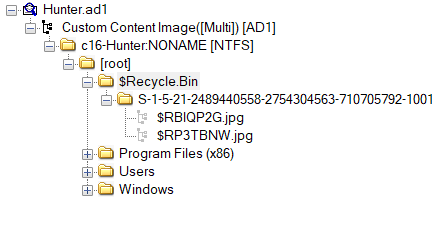 Hunter.ad1
Custom Content Image([Multi]) [AD1]
c16-Hunter:NONAME [NTFS]
[root]
$Recycle.Bin
S-1-5-21-2489440558-2754304563-710705792-1001
$RBIQP2G.jpg
$RP3TBNW.jpg
Program Files (x86)
Users
Windows